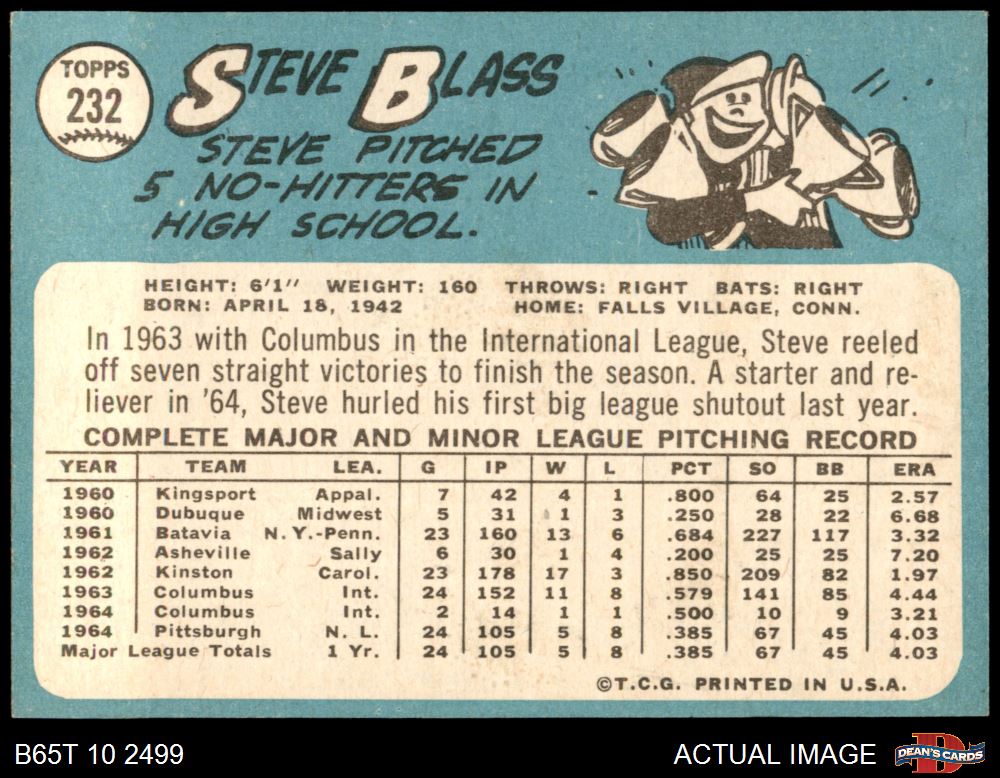 TOPPS
232
STEVE BLASS
STEVE PITCHED
5 NO-HITTERS IN
HIGH SCHOOL.
HEIGHT: 6'1" WEIGHT: 160 THROWS: RIGHT BATS: RIGHT
BORN: APRIL 18, 1942 HOME: FALLS VILLAGE, CONN.
In 1963 with Columbus in the International League, Steve reeled
off seven straight victories to finish the season. A starter and re-
liever in '64, Steve hurled his first big league shutout last year.
COMPLETE MAJOR AND MINOR LEAGUE PITCHING RECORD
YEAR TEAM LEA. G IP W L PCT SO BB ERA
1960 Kingsport Appal. 7 42 4 1 .800 64 25 2.57
1960 Dubuque Midwest 5 31 1 3 .250 28 22 6.68
1961 Batavia N.Y.-Penn. 23 160 13 6 .684 227 117 3.32
1962 Asheville Sally 6 30 1 4 .200 25 25 7.20
1962 Kinston Carol. 23 178 17 3 .850 209 82 1.97
1963 Columbus Int. 24 152 11 8 .579 141 85 4.44
1964 Columbus Int. 2 14 1 1 .500 10 9 3.21
1964 Pittsburgh N. L. 24 105 5 8 .385 67 45 4.03
Major League Totals 1 Yr. 24 105 5 8 .385 67 45 4.03
©T.C.G. PRINTED IN U.S.A.
B65T 10 2499 ACTUAL IMAGE DEAN'S CARDS